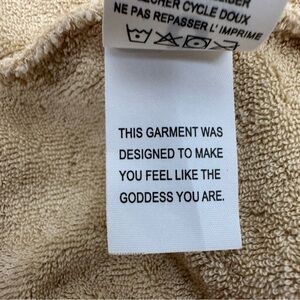 SÉCHER CYCLE DOUX
NE PAS REPASSER L'IMPRIME
THIS GARMENT WAS
DESIGNED TO MAKE
YOU FEEL LIKE THE
GODDESS YOU ARE.